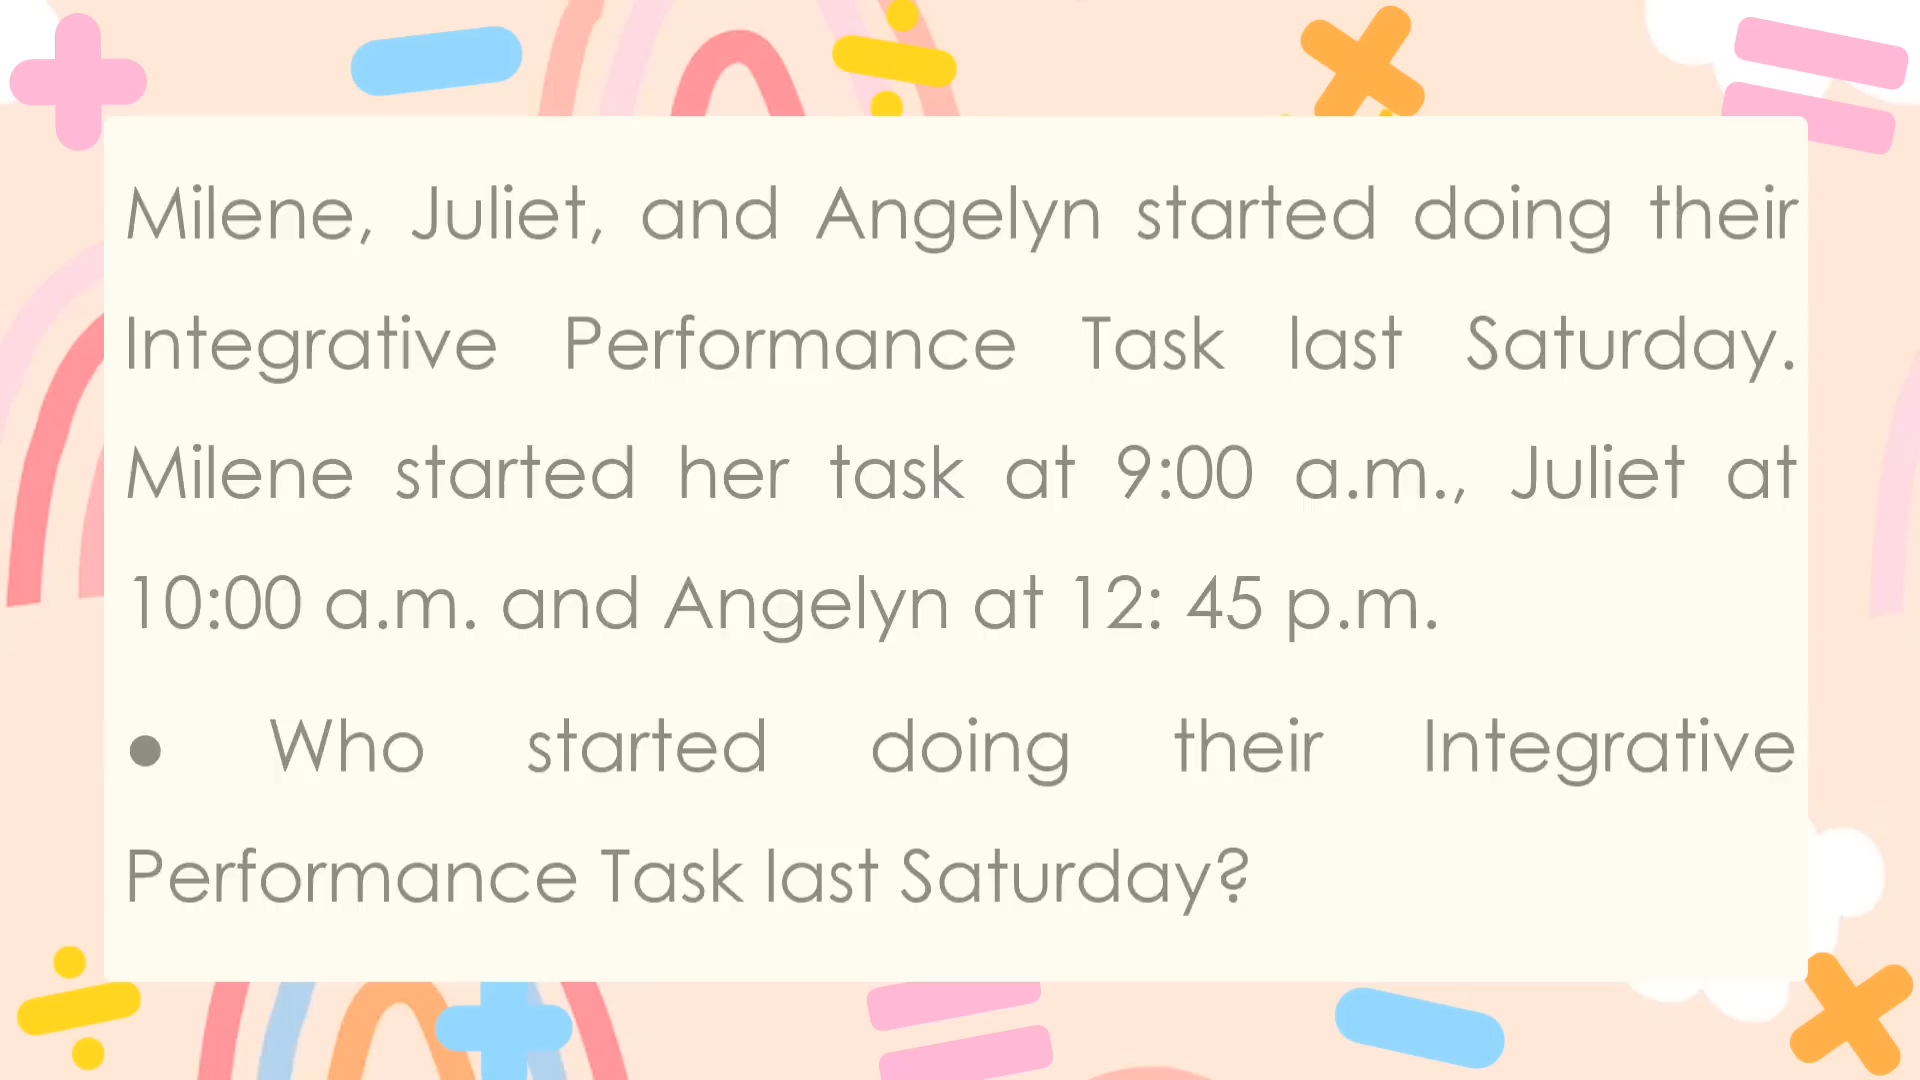 Milene, Juliet, and Angelyn started doing their
Integrative Performance Task last Saturday.
Milene started her task at 9:00 a.m., Juliet at
10:00 a.m. and Angelyn at 12: 45 p.m.
● Who started doing their Integrative
Performance Task last Saturday?